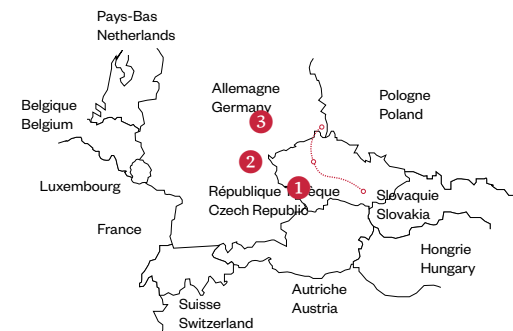 Pays-Bas
Netherlands
Allemagne
Germany
Pologne
Poland
Belgique
Belgium
3
2
Luxembourg
République
1
Czech Republic
Slovaquie
Slovakia
France
Hongrie
Hungary
Autriche
Austria
Suisse
Switzerland